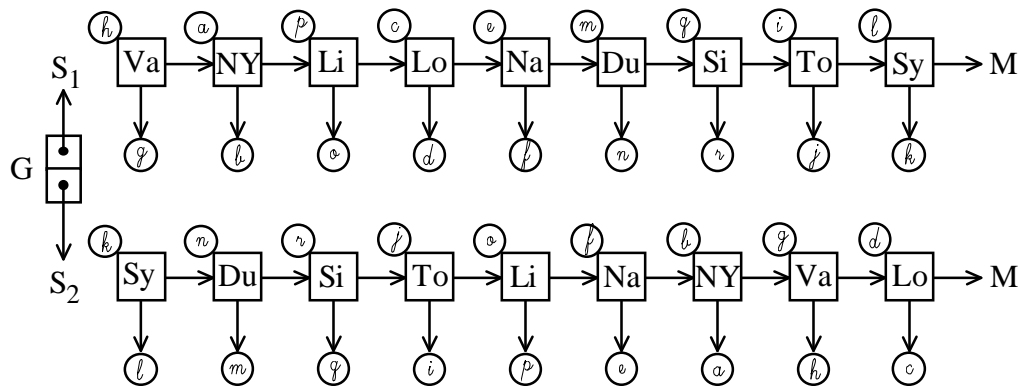 h a p c e m q i l
S1 Va NY Li Lo Na Du Si To Sy M
g b o d f n r j k
G
k n r j o f b g d
S2 Sy Du Si To Li Na NY Va Lo M
l m q i p e a h c